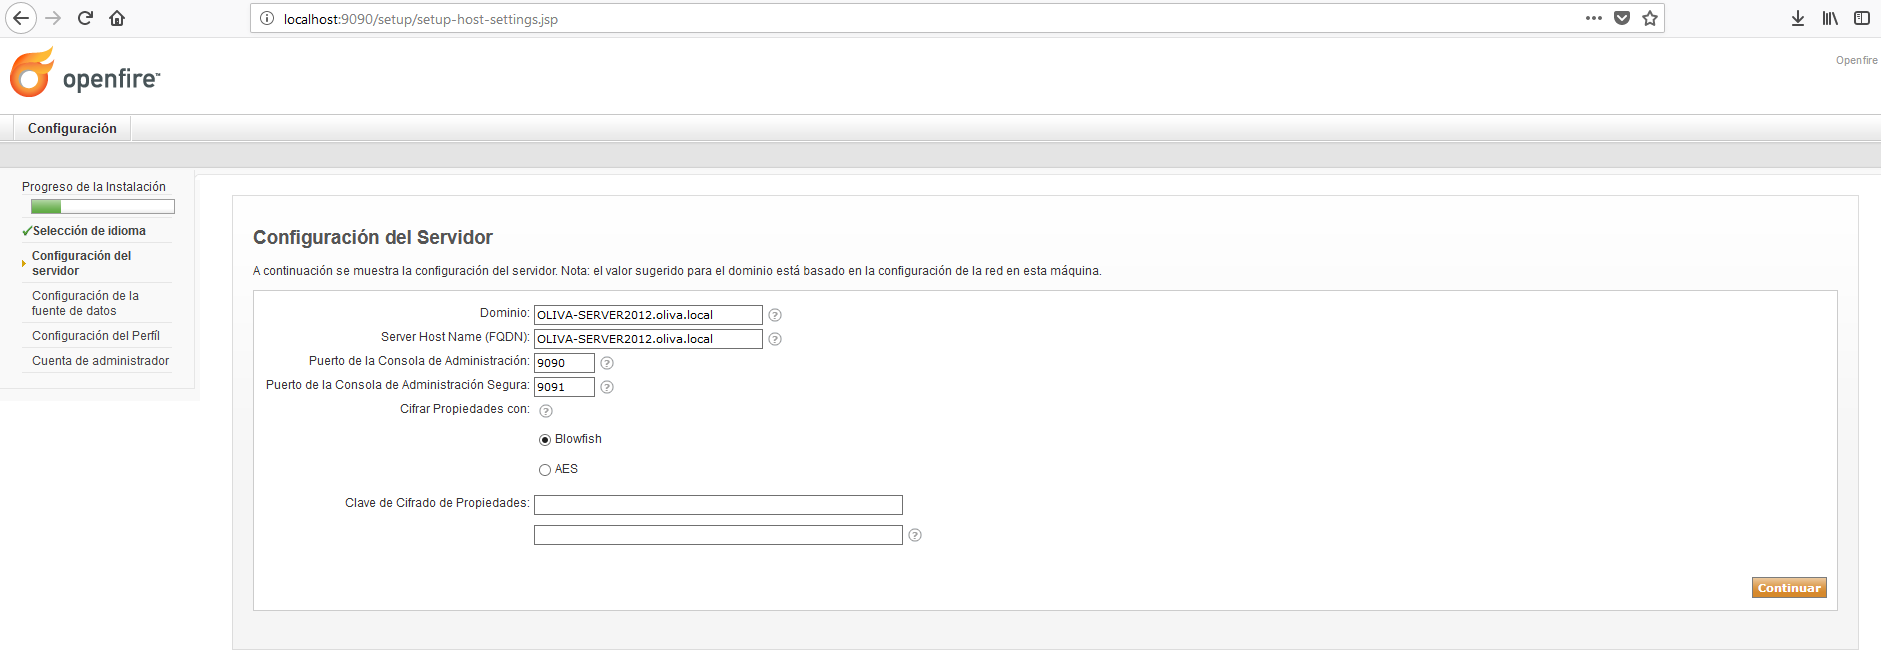 localhost:9090/setup/setup-host-settings.jsp
openfire™
Openfire
Configuración
Progreso de la Instalación
Selección de idioma
Configuración del
servidor
Configuración de la
fuente de datos
Configuración del Perfíl
Cuenta de administrador
Configuración del Servidor
A continuación se muestra la configuración del servidor. Nota: el valor sugerido para el dominio está basado en la configuración de la red en esta máquina.
Dominio: OLIVA-SERVER2012.oliva.local ?
Server Host Name (FQDN): OLIVA-SERVER2012.oliva.local ?
Puerto de la Consola de Administración: 9090 ?
Puerto de la Consola de Administración Segura: 9091 ?
Cifrar Propiedades con: ?
Blowfish
AES
Clave de Cifrado de Propiedades:
?
Continuar